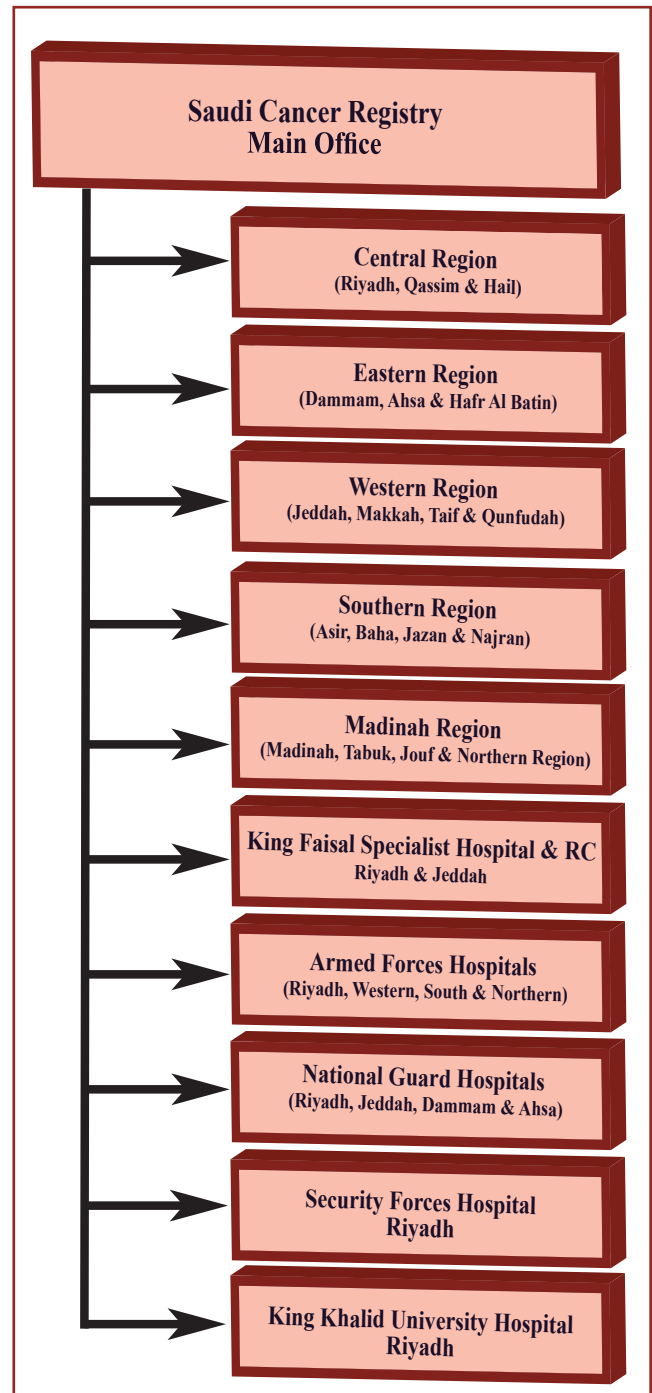 Saudi Cancer Registry
Main Office
Central Region
(Riyadh, Qassim & Hail)
Eastern Region
(Dammam, Ahsa & Hafr Al Batin)
Western Region
(Jeddah, Makkah, Taif & Qunfudah)
Southern Region
(Asir, Baha, Jazan & Najran)
Madinah Region
(Madinah, Tabuk, Jouf & Northern Region)
King Faisal Specialist Hospital & RC
Riyadh & Jeddah
Armed Forces Hospitals
(Riyadh, Western, South & Northern)
National Guard Hospitals
(Riyadh, Jeddah, Dammam & Ahsa)
Security Forces Hospital
Riyadh
King Khalid University Hospital
Riyadh